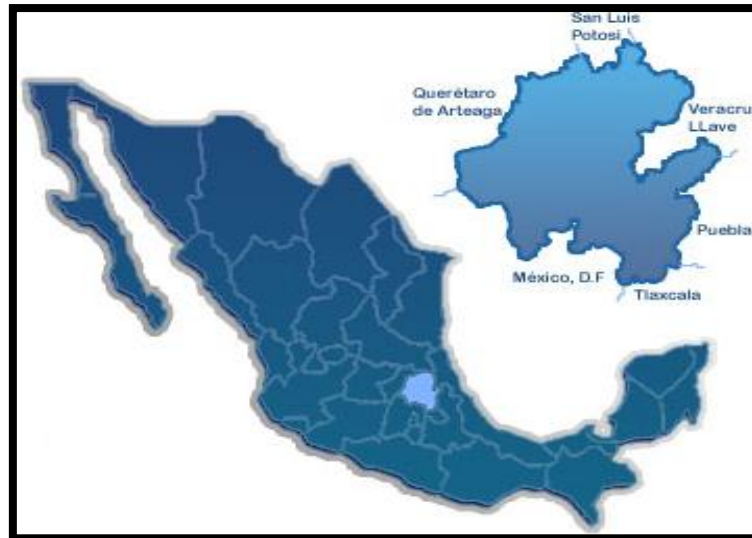 San Luis
Potosi
Querétaro
de Arteaga
Veracru
LLave
Puebla
México, D.F
Tlaxcala